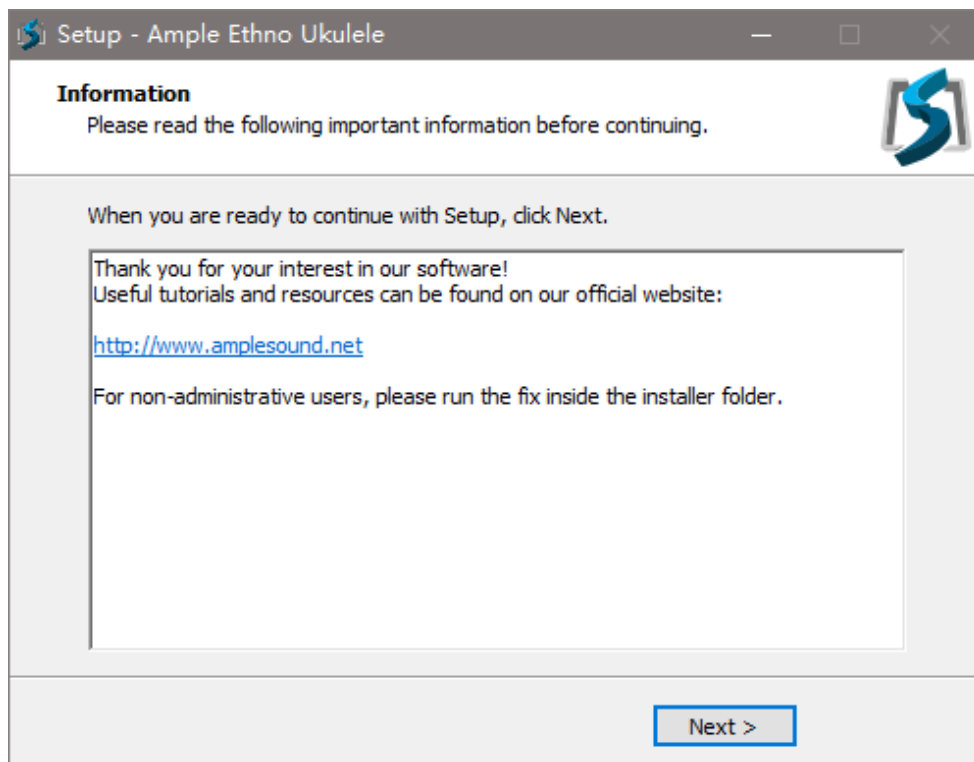 Setup - Ample Ethno Ukulele
Information
Please read the following important information before continuing.
When you are ready to continue with Setup, click Next.
Thank you for your interest in our software!
Useful tutorials and resources can be found on our official website:
http://www.amplesound.net
For non-administrative users, please run the fix inside the installer folder.
Next >